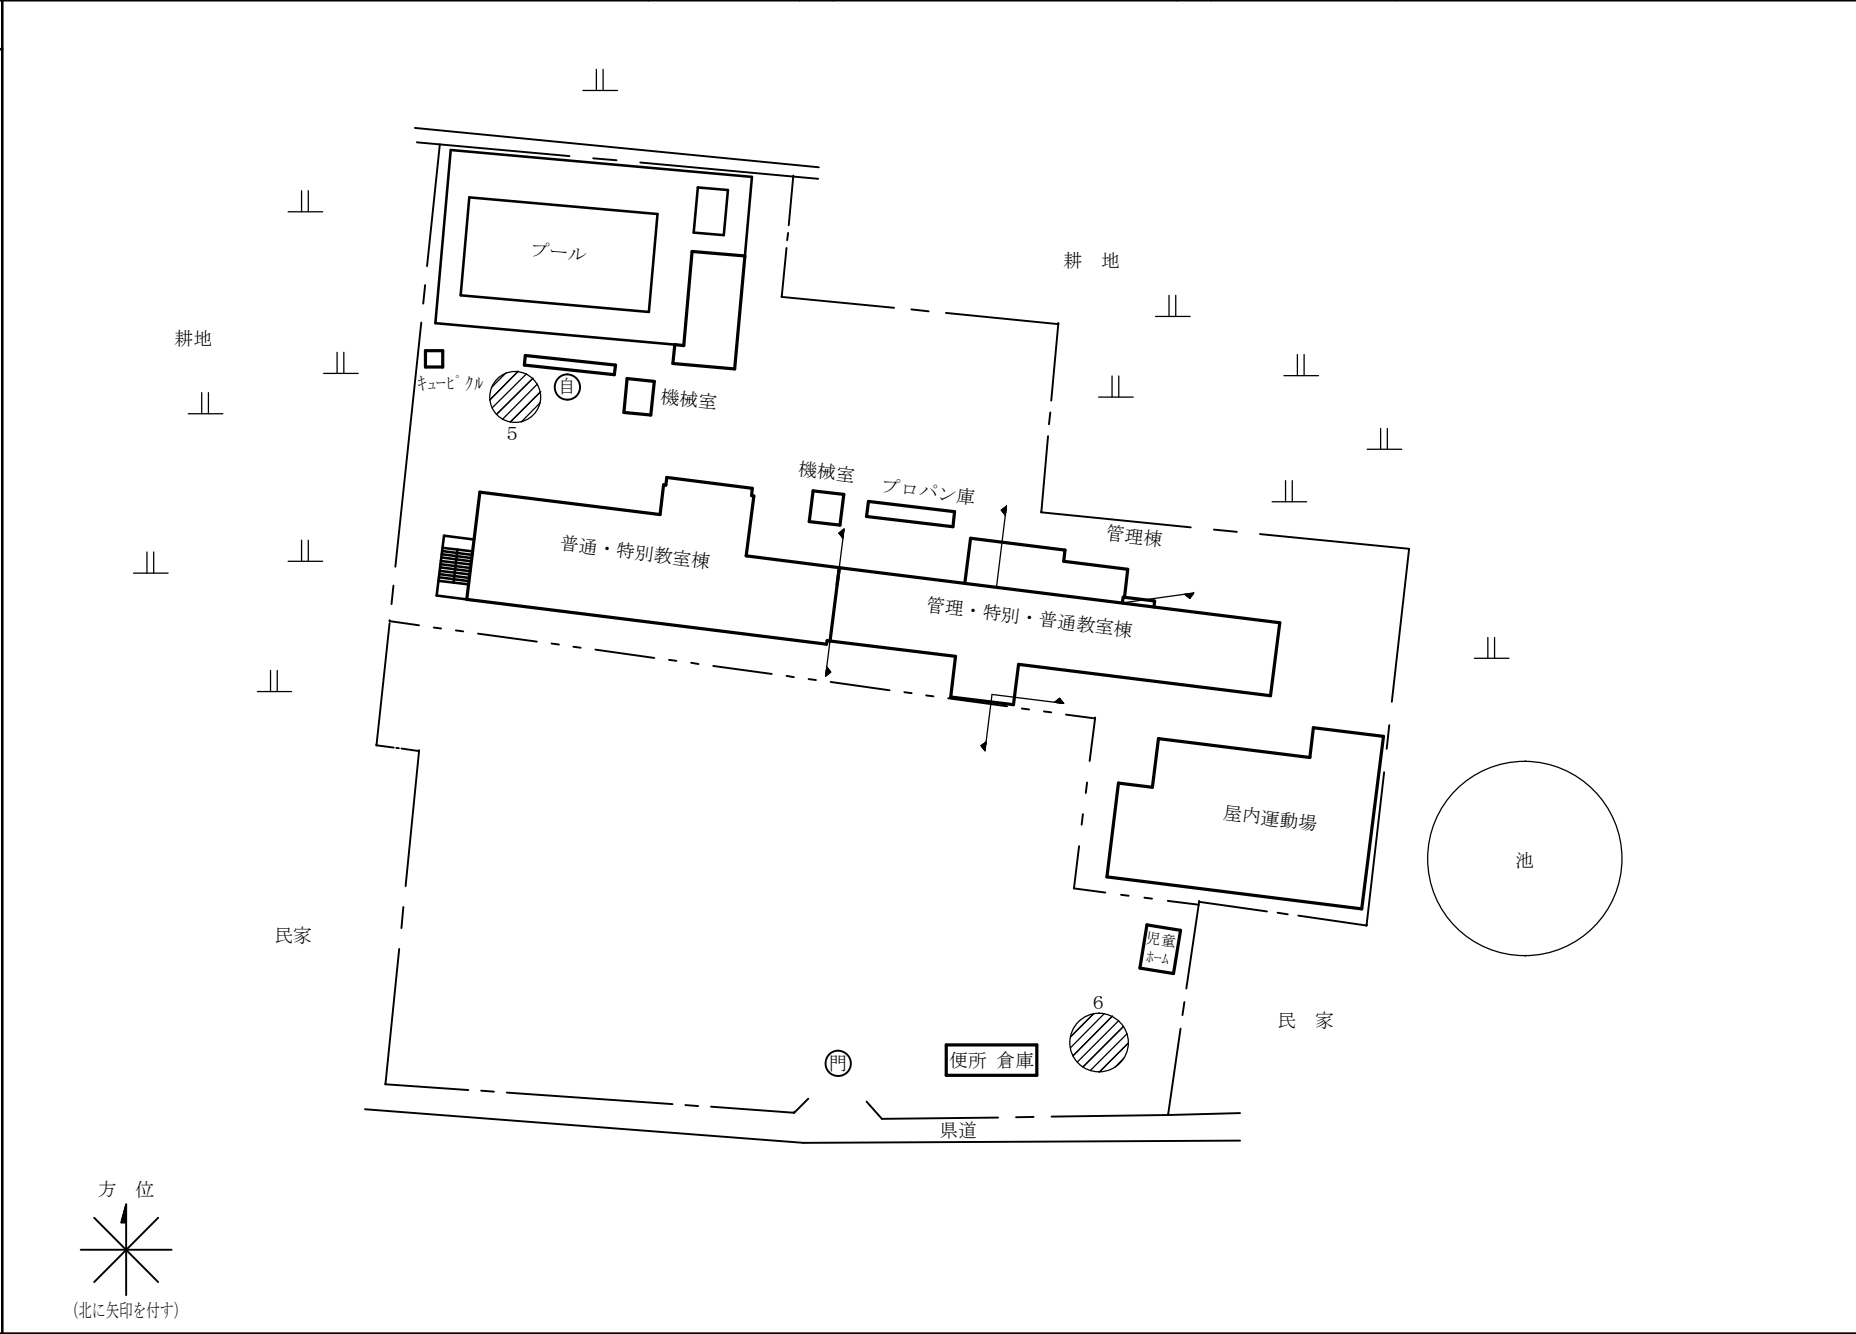 プール
耕　地
耕地
キュービクル
自
機械室
5
機械室
プロパン庫
管理棟
普通・特別教室棟
管理・特別・普通教室棟
屋内運動場
池
民家
児童
ホーム
6
民　家
門
便所 倉庫
県道
方　位
(北に矢印を付す)